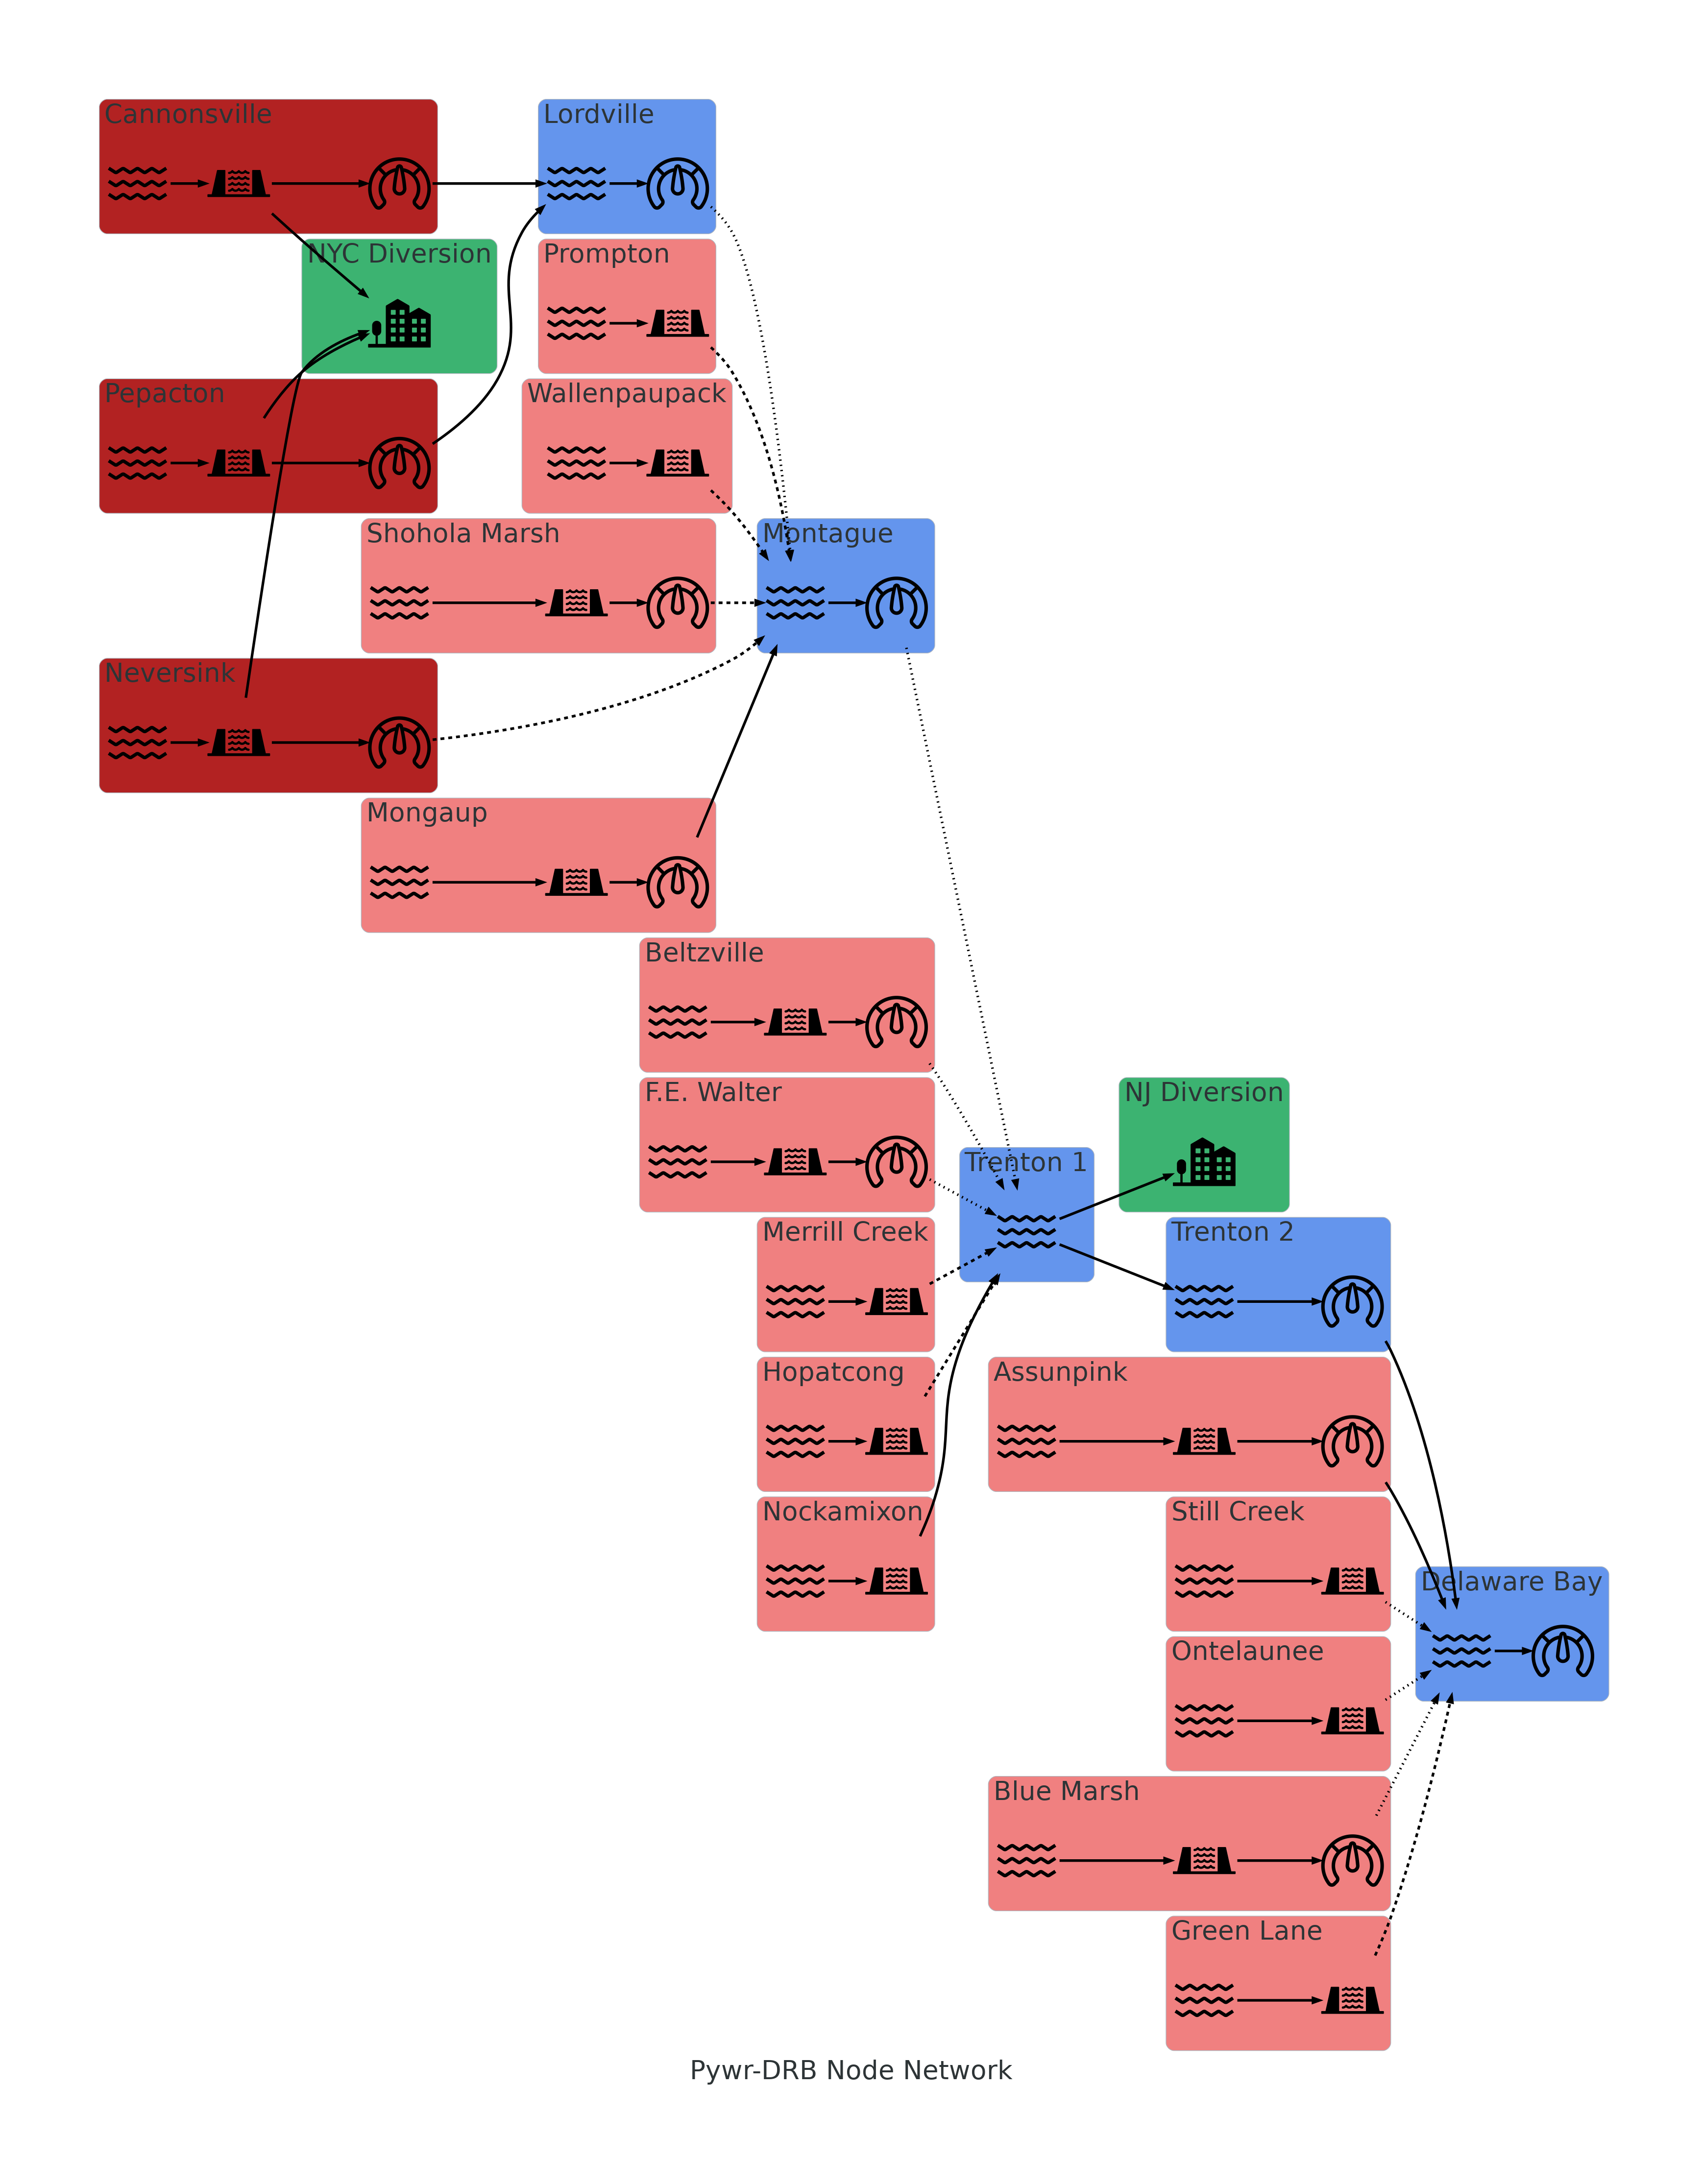 Cannonsville
Lordville
NYC Diversion
Prompton
Pepacton
Wallenpaupack
Shohola Marsh
Montague
Neversink
Mongaup
Beltzville
F.E. Walter
NJ Diversion
Trenton 1
Merrill Creek
Trenton 2
Hopatcong
Assunpink
Nockamixon
Still Creek
Delaware Bay
Ontelaunee
Blue Marsh
Green Lane
Pywr-DRB Node Network